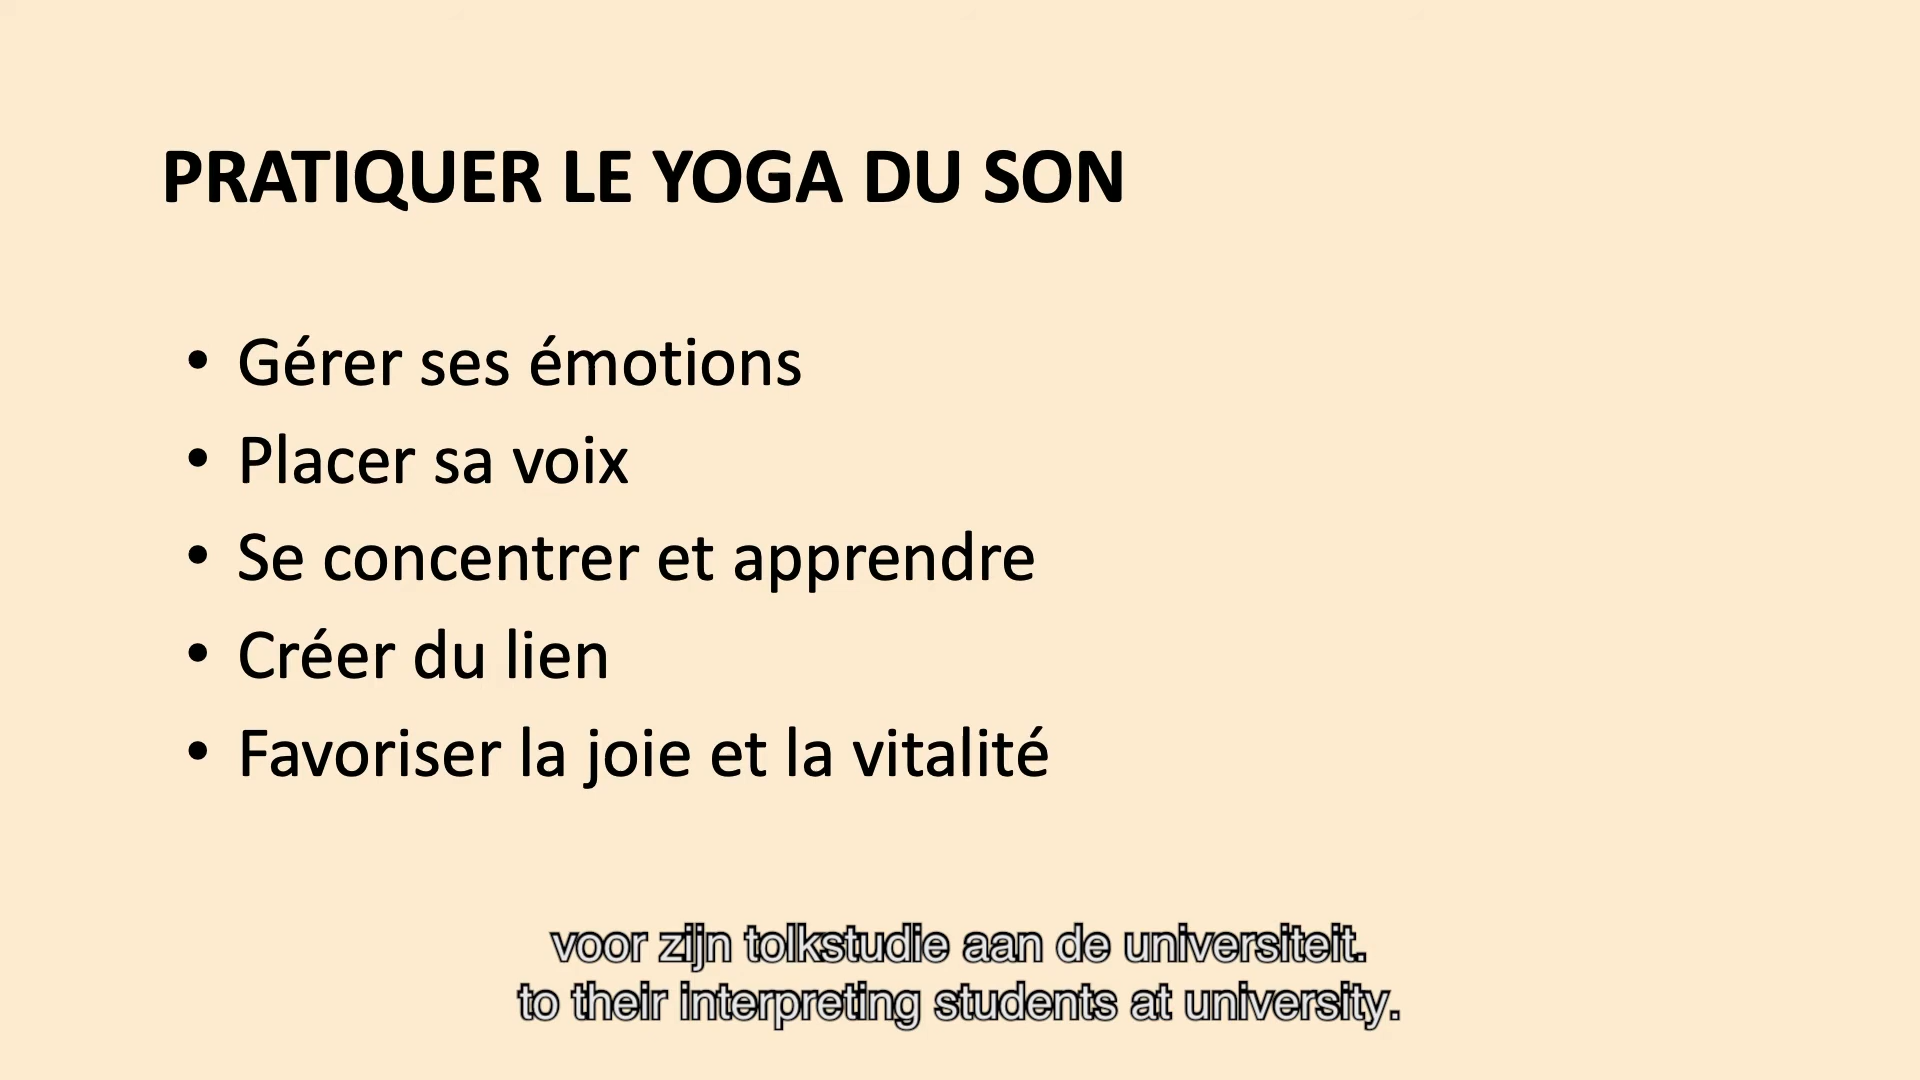 PRATIQUER LE YOGA DU SON
• Gérer ses émotions
• Placer sa voix
• Se concentrer et apprendre
• Créer du lien
• Favoriser la joie et la vitalité
voor zijn tolkstudie aan de universiteit.
to their interpreting students at university.